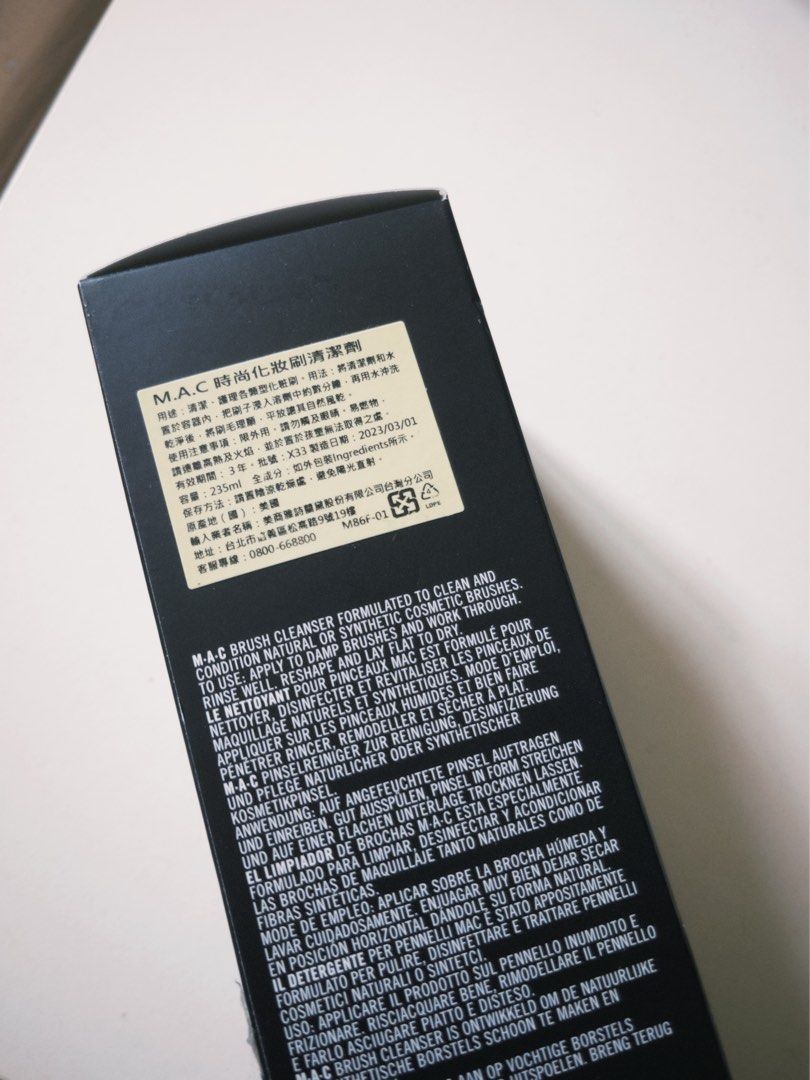 M.A.C 時尚化妝刷清潔劑
用途：清潔、護理各類型化粧刷。用法：將清潔劑和水
置於容器內，把刷子浸入溶劑中約數分鐘，再用水沖洗
乾淨後，將刷毛理順，平放讓其自然風乾。
使用注意事項：限外用，請勿觸及眼睛，易燃物，
請遠離高熱及火焰，並於置於孩童無法取得之處。
有效期間：3年。批號：X33 製造日期：2023/03/01
容量：235ml 全成分：如外包裝Ingredients所示。
保存方法：請置陰涼乾燥處，避免陽光直射。
原產地（國）：美國
輸入業者名稱：美商雅詩蘭黛股份有限公司台灣分公司
地址：台北市信義區松高路9號19樓
客服專線：0800-668800 M86F-01
4
LDPE
M·A·C BRUSH CLEANSER FORMULATED TO CLEAN AND
CONDITION NATURAL OR SYNTHETIC COSMETIC BRUSHES.
TO USE: APPLY TO DAMP BRUSHES AND WORK THROUGH.
RINSE WELL, RESHAPE AND LAY FLAT TO DRY.
LE NETTOYANT POUR PINCEAUX MAC EST FORMULÉ POUR
NETTOYER, DISINFECTER ET REVITALISER LES PINCEAUX DE
MAQUILLAGE NATURELS ET SYNTHETIQUES. MODE D'EMPLOI,
APPLIQUER SUR LES PINCEAUX HUMIDES ET BIEN FAIRE
PÉNÉTRER RINCER, REMODELLER ET SÉCHER À PLAT.
M·A·C PINSELREINIGER ZUR REINIGUNG, DESINFIZIERUNG
UND PFLEGE NATURLICHER ODER SYNTHETISCHER
KOSMETIKPINSEL
ANWENDUNG: AUF ANGEFEUCHTETE PINSEL AUFTRAGEN
UND EINREIBEN. GUT AUSSPÜLEN, PINSEL IN FORM STREICHEN
UND AUF EINER FLACHEN UNTERLAGE TROCKNEN LASSEN
EL LIMPIADOR DE BROCHAS M·A·C ESTA ESPECIALMENTE
FORMULADO PARA LIMPIAR, DESINFECTAR Y ACONDICIONAR
LAS BROCHAS DE MAQUILLAJE TANTO NATURALES COMO DE
FIBRAS SINTÉTICAS.
MODE DE EMPLEO: APLICAR SOBRE LA BROCHA HÚMEDA Y
LAVAR CUIDADOSAMENTE. ENJUAGAR MUY BIEN DEJAR SECAR
EN POSICIÓN HORIZONTAL DÁNDOLE SU FORMA NATURAL.
IL DETERGENTE PER PENNELLI MAC È STATO APPOSITAMENTE
FORMULATO PER PULIRE, DISINFETTARE E TRATTARE PENNELLI
COSMETICI NATURALI O SINTETCI.
USO: APPLICARE IL PRODOTTO SUL PENNELLO INUMIDITO E
FRIZIONARE. RISCIACQUARE BENE, RIMODELLARE IL PENNELLO
E FARLO ASCIUGARE PIATTO E DISTESO.
M·A·C BRUSH CLEANSER IS ONTWIKKELD OM DE NATUURLIJKE
THETISCHE BORSTELS SCHOON TE MAKEN EN
AAN OP VOCHTIGE BORSTELS
UITSPOELEN. BRENG TERUG